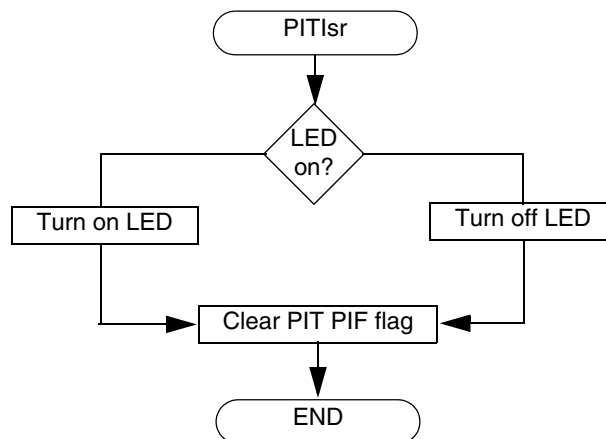 PITIsr
LED
on?
Turn on LED
Turn off LED
Clear PIT PIF flag
END